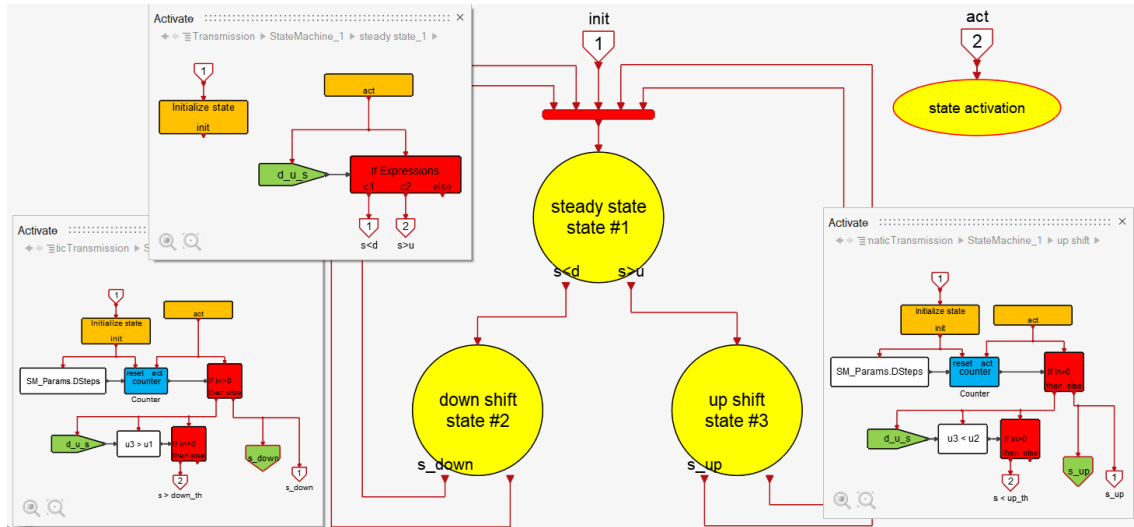 Activate
Transmission StateMachine_1 steady state_1
1
Initialize state
init
act
d_u_s
If Expressions
c1 c2 else
1
2
s<d
s>u
init
1
act
2
state activation
steady state
state #1
s<d
s>u
down shift
state #2
s_down
up shift
state #3
s_up
Activate
ticTransmission S
1
Initialize state
init
act
SM_Params.DSteps
reset act
counter
Counter
If in>0
then else
d_u_s
u3 > u1
If in>0
then else
s_down
2
s > down_th
1
s_down
Activate
maticTransmission StateMachine_1 up shift
1
Initialize state
init
act
SM_Params.DSteps
reset act
counter
Counter
If in>0
then else
d_u_s
u3 < u2
If in>0
then else
s_up
2
s < up_th
1
s_up